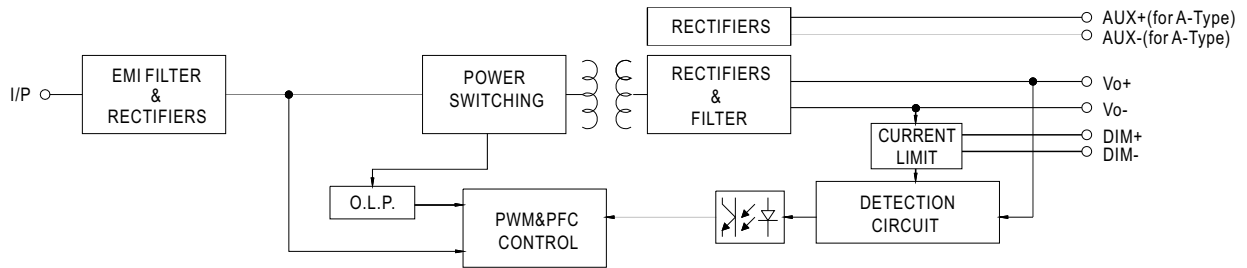 RECTIFIERS
AUX+(for A-Type)
AUX-(for A-Type)
I/P
EMI FILTER
&
RECTIFIERS
POWER
SWITCHING
RECTIFIERS
&
FILTER
Vo+
Vo-
CURRENT
LIMIT
DIM+
DIM-
O.L.P.
PWM&PFC
CONTROL
DETECTION
CIRCUIT